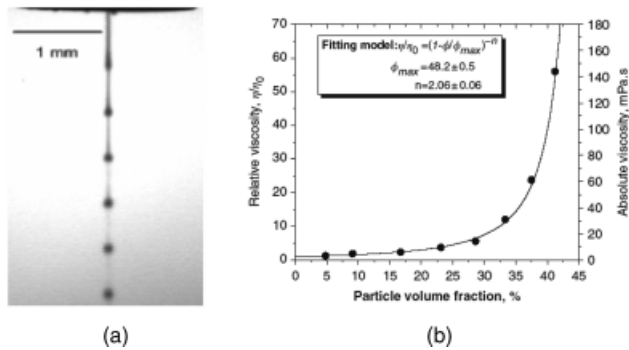 1 mm
(a)
(b)
Relative viscosity, η/η₀
70
60
50
40
30
20
10
0
Fitting model: η/η₀ =(1-ϕ/ϕmax)⁻ⁿ
ϕmax=48.2±0.5
n=2.06±0.06
180
160
140
120
100
80
60
40
20
0
Absolute viscosity, mPa.s
0 5 10 15 20 25 30 35 40 45
Particle volume fraction, %